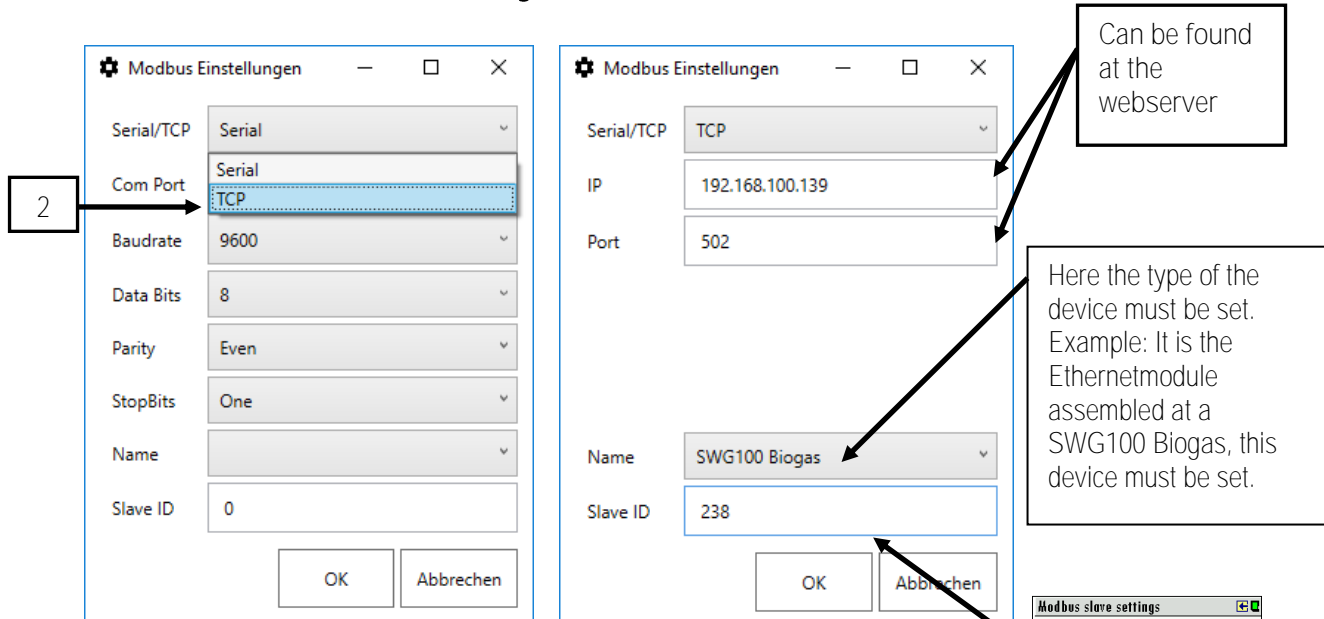 Modbus Einstellungen
Serial/TCP Serial
Serial
Com Port
TCP
2
Baudrate 9600
Data Bits 8
Parity Even
StopBits One
Name
Slave ID 0
OK Abbrechen
Modbus Einstellungen
Serial/TCP TCP
IP 192.168.100.139
Port 502
Name SWG100 Biogas
Slave ID 238
OK Abbrechen
Can be found
at the
webserver
Here the type of the
device must be set.
Example: It is the
Ethernetmodule
assembled at a
SWG100 Biogas, this
device must be set.
Modbus slave settings